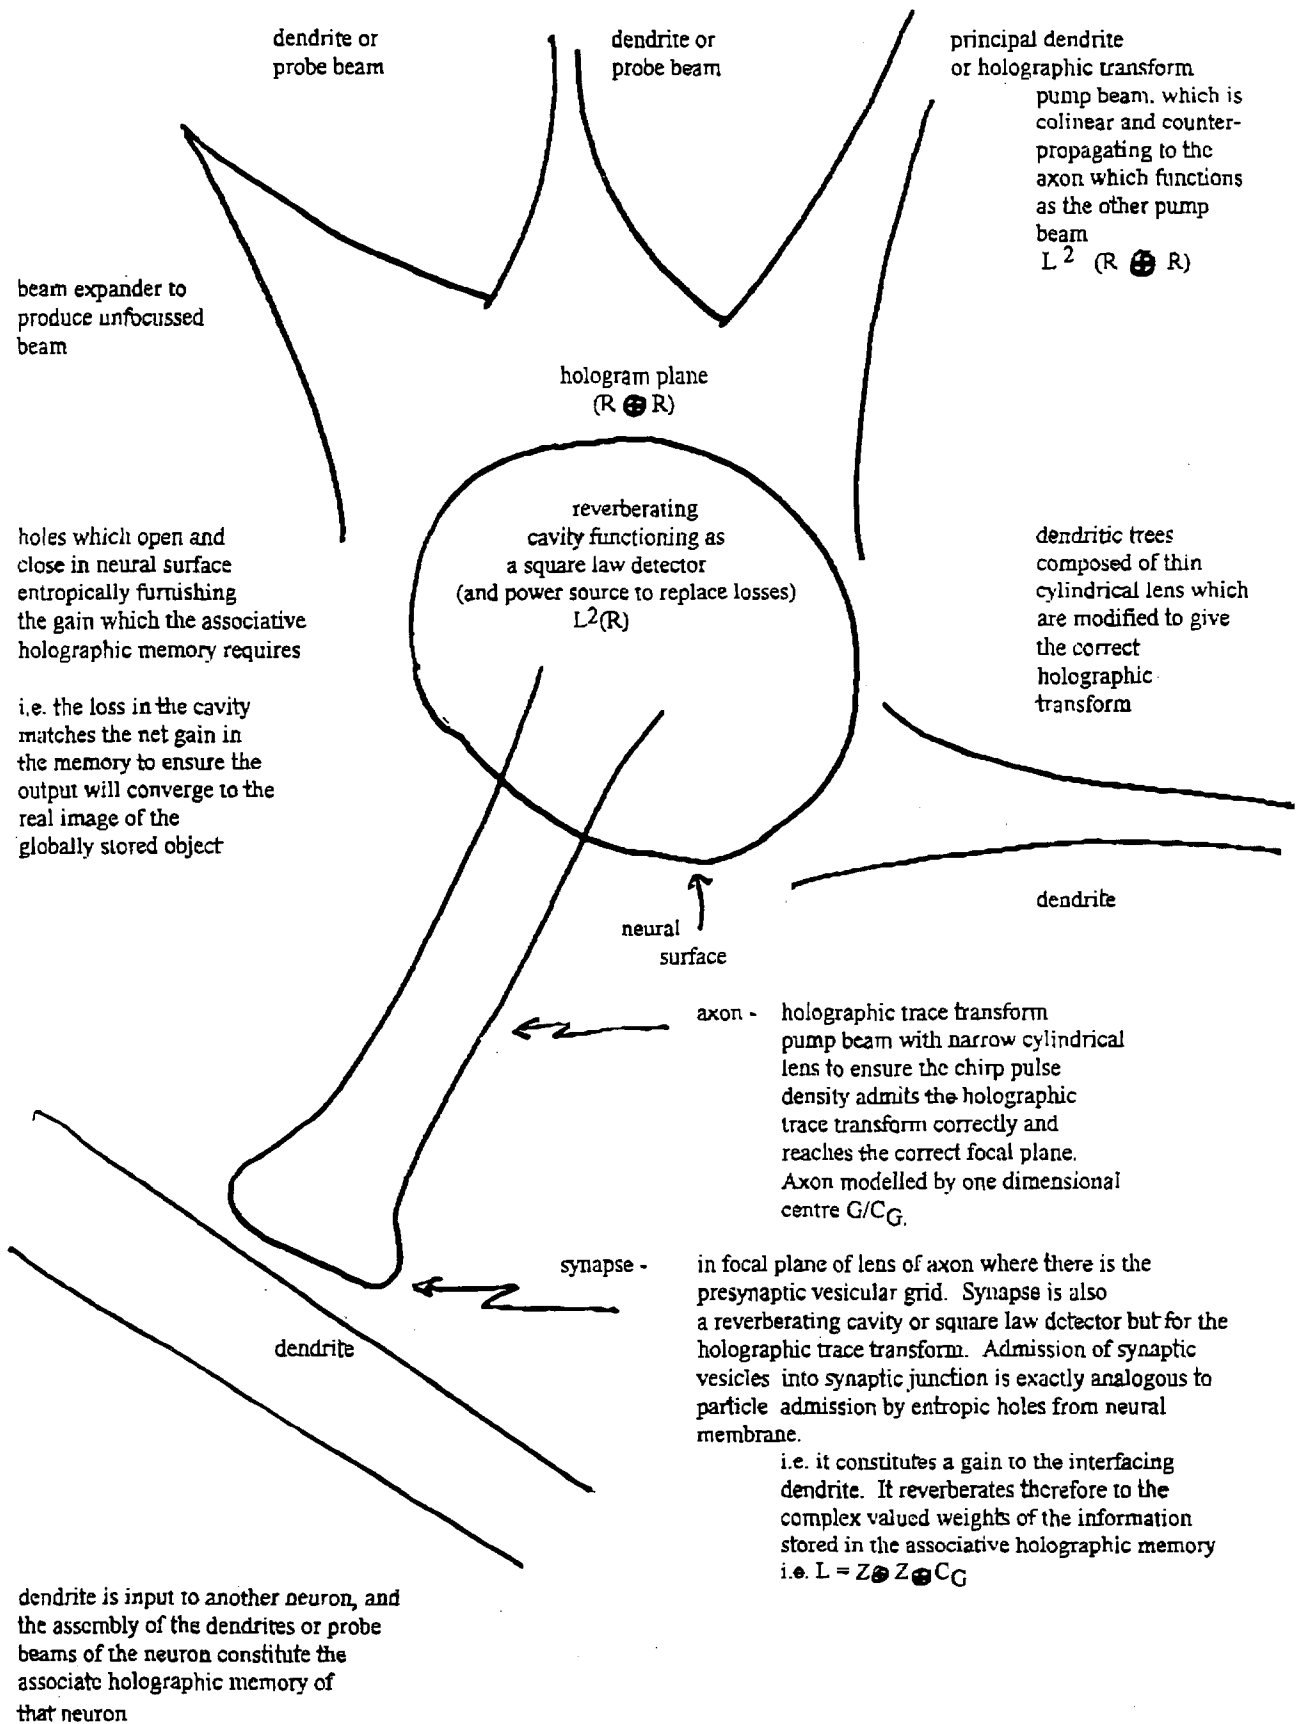 dendrite or
probe beam
dendrite or
probe beam
principal dendrite
or holographic transform
pump beam, which is
colinear and counter-
propagating to the
axon which functions
as the other pump
beam
L² (R ⊕ R)
beam expander to
produce unfocussed
beam
hologram plane
(R ⊕ R)
reverberating
cavity functioning as
a square law detector
(and power source to replace losses)
L²(R)
holes which open and
close in neural surface
entropically furnishing
the gain which the associative
holographic memory requires
i.e. the loss in the cavity
matches the net gain in
the memory to ensure the
output will converge to the
real image of the
globally stored object
dendritic trees
composed of thin
cylindrical lens which
are modified to give
the correct
holographic
transform
dendrite
neural
surface
axon - holographic trace transform
pump beam with narrow cylindrical
lens to ensure the chirp pulse
density admits the holographic
trace transform correctly and
reaches the correct focal plane.
Axon modelled by one dimensional
centre G/C_G.
synapse - in focal plane of lens of axon where there is the
presynaptic vesicular grid. Synapse is also
a reverberating cavity or square law detector but for the
holographic trace transform. Admission of synaptic
vesicles into synaptic junction is exactly analogous to
particle admission by entropic holes from neural
membrane.
i.e. it constitutes a gain to the interfacing
dendrite. It reverberates therefore to the
complex valued weights of the information
stored in the associative holographic memory
i.e. L = Z⊕Z⊕C_G
dendrite
dendrite is input to another neuron, and
the assembly of the dendrites or probe
beams of the neuron constitute the
associate holographic memory of
that neuron